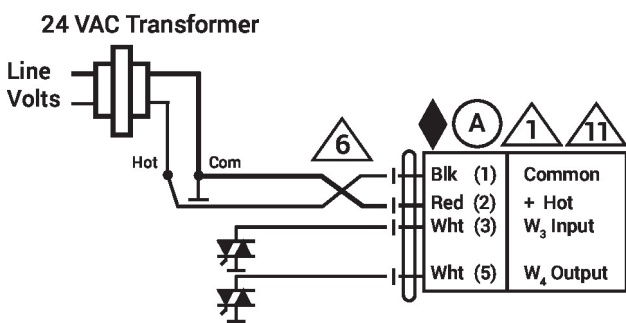 24 VAC Transformer
Line
Volts
Hot
Com
6
A
1
11
Blk (1) Common
Red (2) + Hot
Wht (3) W₃ Input
Wht (5) W₄ Output